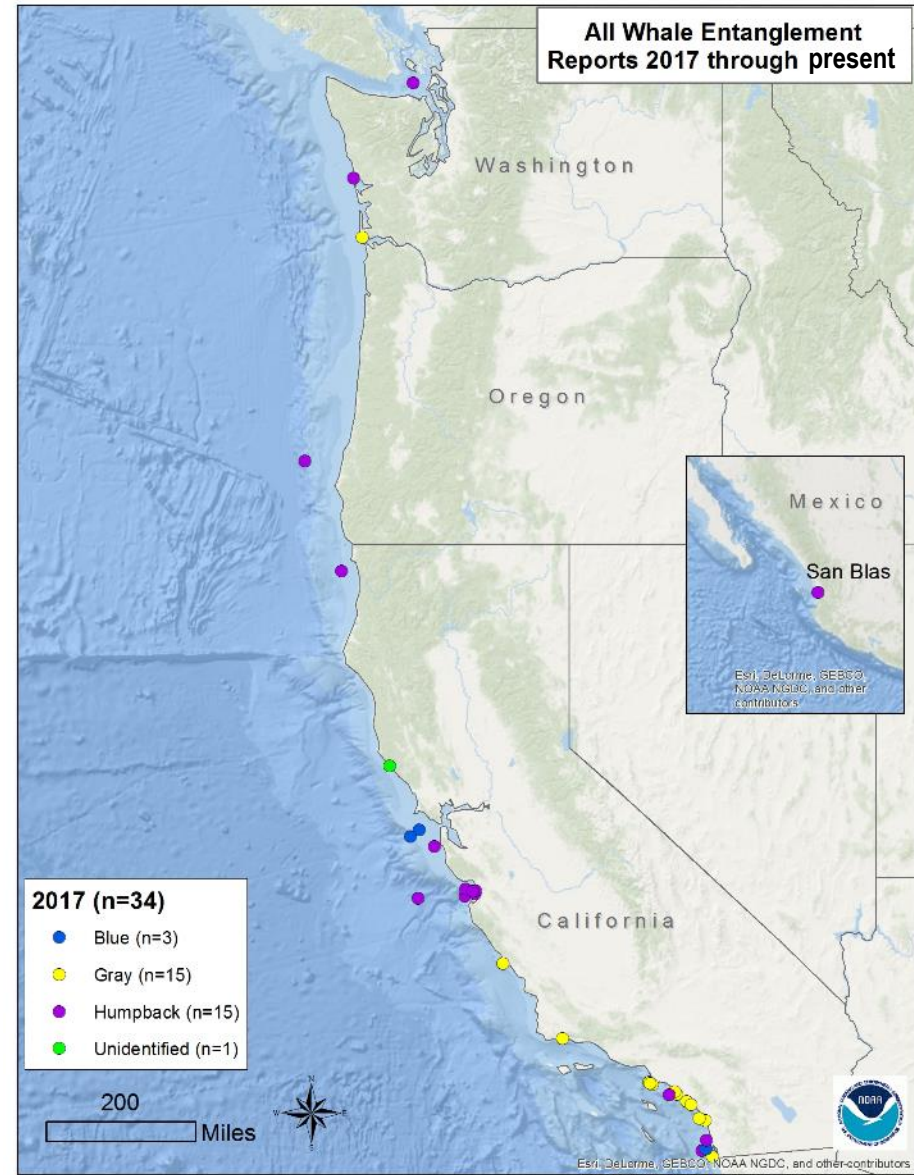 All Whale Entanglement
Reports 2017 through present
Washington
Oregon
Mexico
San Blas
Esri, DeLorme, GEBCO,
NOAA NGDC, and other
contributors
California
2017 (n=34)
Blue (n=3)
Gray (n=15)
Humpback (n=15)
Unidentified (n=1)
200
Miles
N
NOAA
Esri, DeLorme, GEBCO, NOAA NGDC, and other contributors